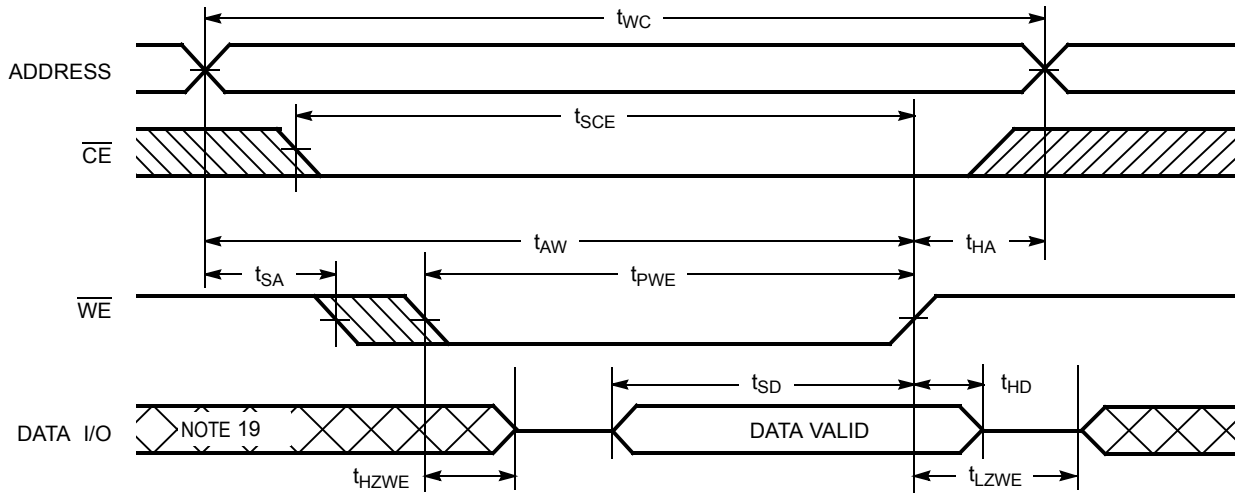 tWC
ADDRESS
tSCE
CE
tAW
tHA
tSA
tPWE
WE
tSD
tHD
DATA I/O
NOTE 19
DATA VALID
tHZWE
tLZWE